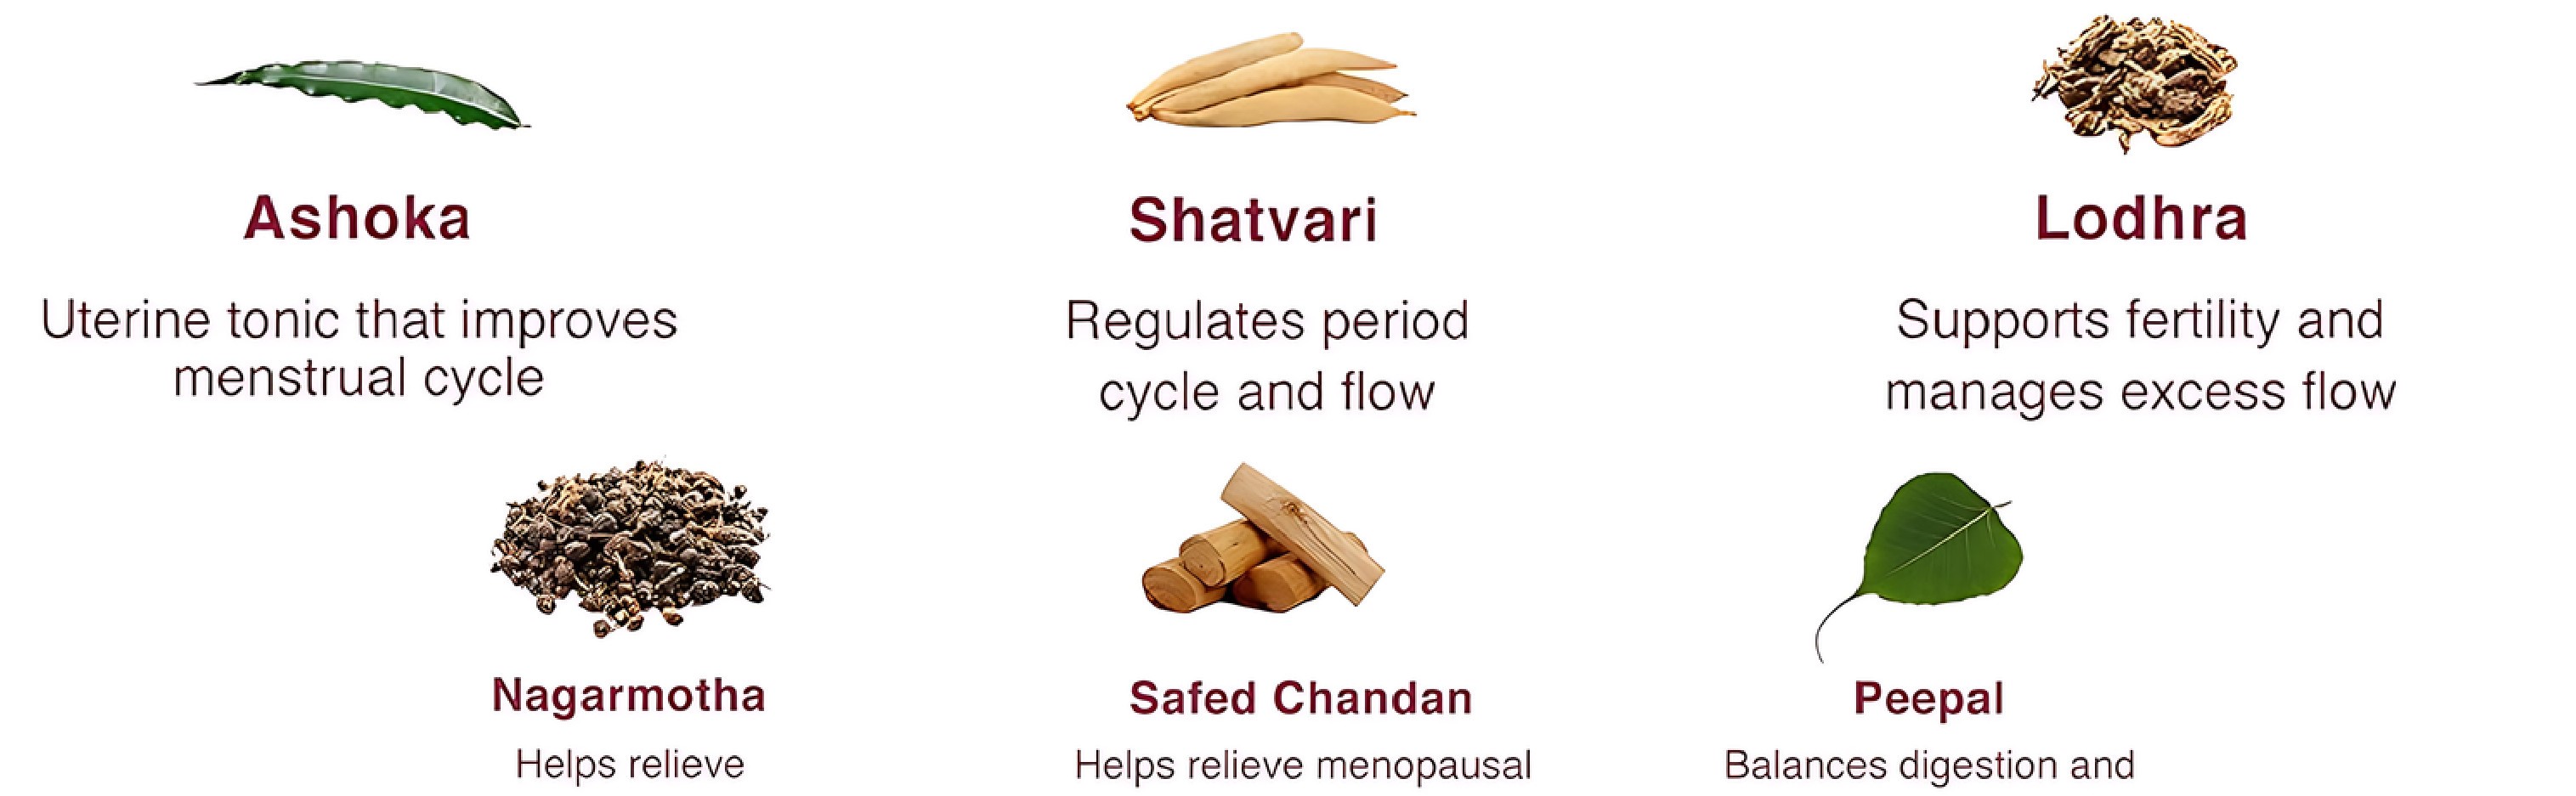 Ashoka
Shatvari
Lodhra
Uterine tonic that improves
menstrual cycle
Regulates period
cycle and flow
Supports fertility and
manages excess flow
Nagarmotha
Safed Chandan
Peepal
Helps relieve
Helps relieve menopausal
Balances digestion and